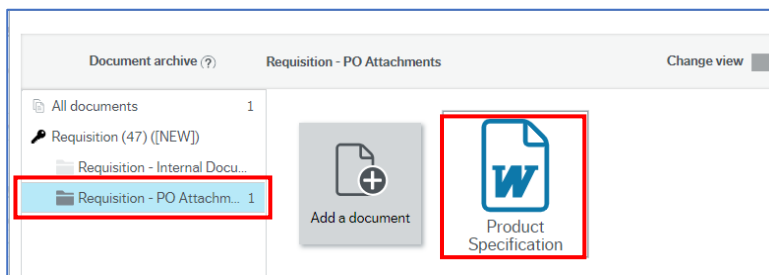 Document archive (?)
Requisition - PO Attachments
Change view
All documents 1
Requisition (47) ([NEW])
Requisition - Internal Docu...
Requisition - PO Attachm... 1
Add a document
W
Product
Specification